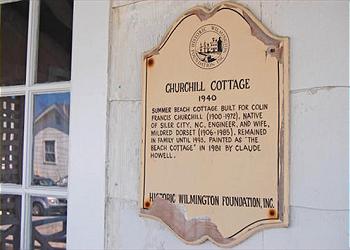 CHURCHILL COTTAGE
1940
SUMMER BEACH COTTAGE BUILT FOR COLIN
FRANCIS CHURCHILL (1900-1972), NATIVE
OF SILER CITY, NC, ENGINEER, AND WIFE,
MILDRED DORSET (1906-1985). REMAINED
IN FAMILY UNTIL 1993. PAINTED AS "THE
BEACH COTTAGE" IN 1981 BY CLAUDE
HOWELL.
HISTORIC WILMINGTON FOUNDATION, INC.